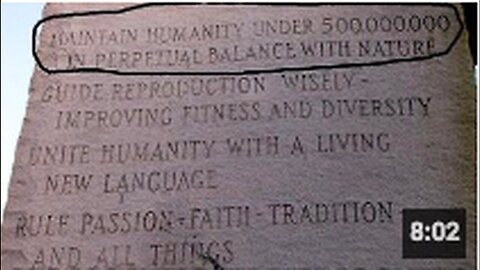 MAINTAIN HUMANITY UNDER 500.000.000
IN PERPETUAL BALANCE WITH NATURE
GUIDE REPRODUCTION WISELY -
IMPROVING FITNESS AND DIVERSITY
UNITE HUMANITY WITH A LIVING
NEW LANGUAGE
RULE PASSION - FAITH - TRADITION
AND ALL THINGS
8:02